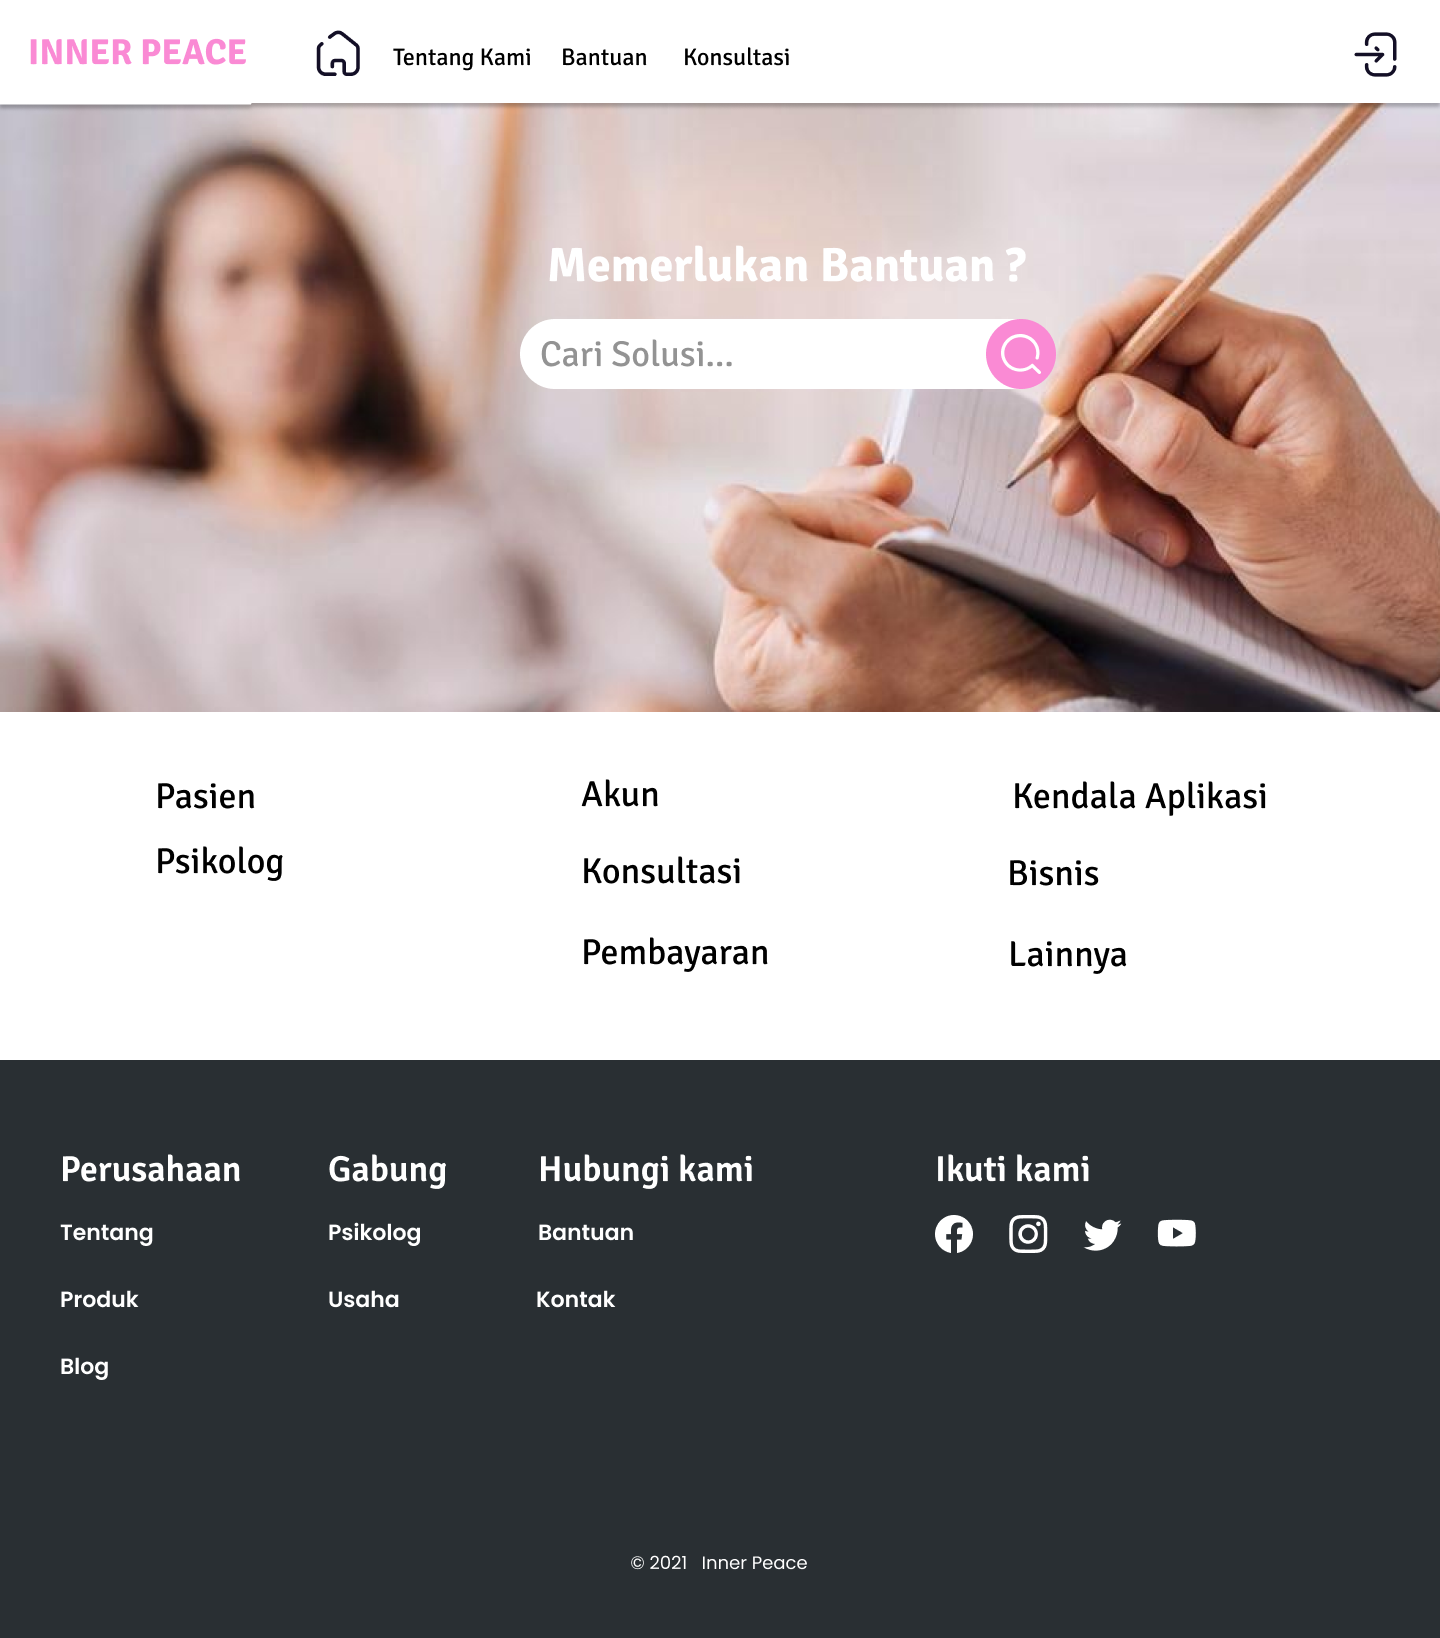 INNER PEACE
Tentang Kami Bantuan Konsultasi
Memerlukan Bantuan ?
Cari Solusi...
Pasien
Psikolog
Akun
Konsultasi
Pembayaran
Kendala Aplikasi
Bisnis
Lainnya
Perusahaan
Tentang
Produk
Blog
Gabung
Psikolog
Usaha
Hubungi kami
Bantuan
Kontak
Ikuti kami
© 2021 Inner Peace